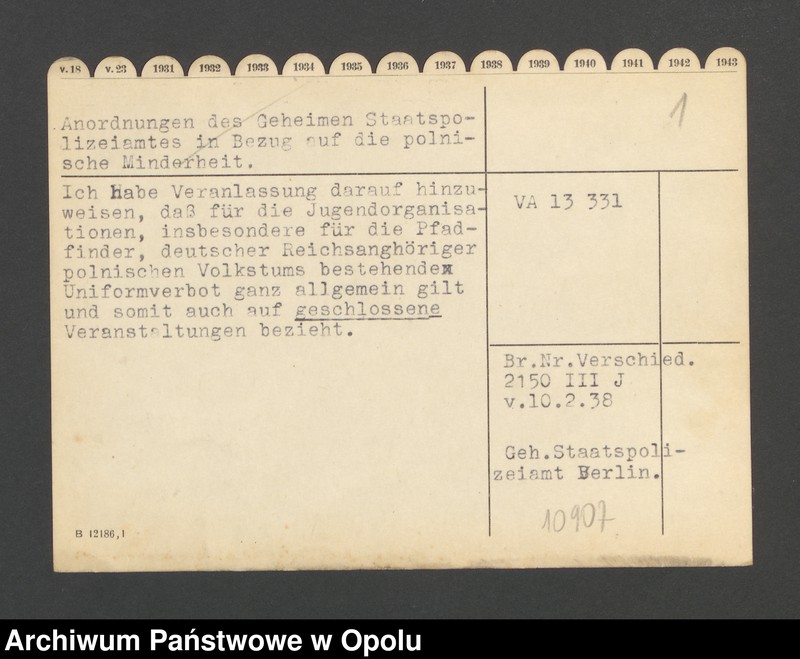 v.18 v.23 1931 1932 1933 1934 1935 1936 1937 1938 1939 1940 1941 1942 1943
1
Anordnungen des Geheimen Staatspo-
lizeiamtes in Bezug auf die polni-
sche Minderheit.
Ich habe Veranlassung darauf hinzu-
weisen, daß für die Jugendorganisa-
tionen, insbesondere für die Pfad-
finder, deutscher Reichsanghöriger
polnischen Volkstums bestehende
Uniformverbot ganz allgemein gilt
und somit auch auf geschlossene
Veranstaltungen bezieht.
VA 13 331
Br.Nr.Verschied.
2150 III J
v.10.2.38
Geh.Staatspoli-
zeiamt Berlin.
10907
B 12186,1
Archiwum Państwowe w Opolu